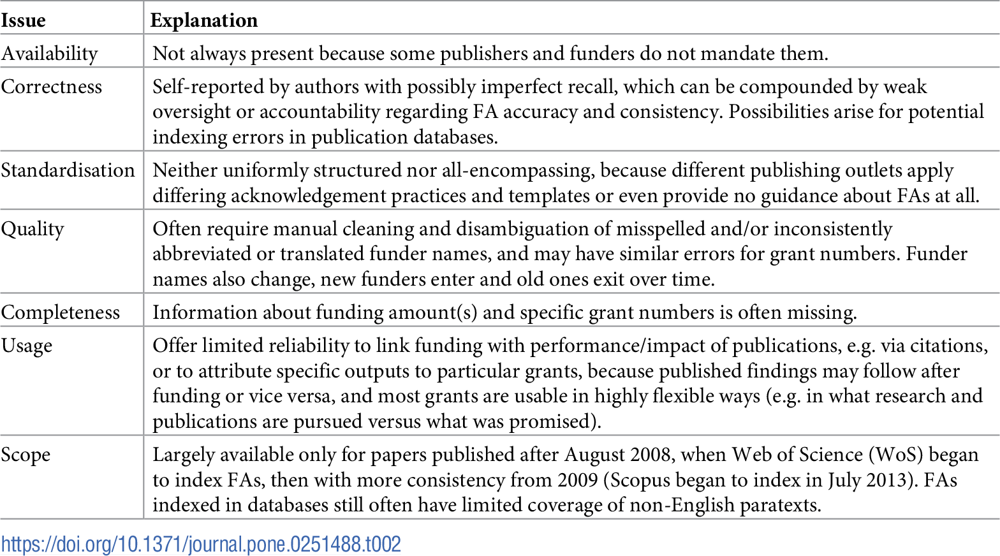 Issue Explanation
Availability Not always present because some publishers and funders do not mandate them.
Correctness Self-reported by authors with possibly imperfect recall, which can be compounded by weak
oversight or accountability regarding FA accuracy and consistency. Possibilities arise for potential
indexing errors in publication databases.
Standardisation Neither uniformly structured nor all-encompassing, because different publishing outlets apply
differing acknowledgement practices and templates or even provide no guidance about FAs at all.
Quality Often require manual cleaning and disambiguation of misspelled and/or inconsistently
abbreviated or translated funder names, and may have similar errors for grant numbers. Funder
names also change, new funders enter and old ones exit over time.
Completeness Information about funding amount(s) and specific grant numbers is often missing.
Usage Offer limited reliability to link funding with performance/impact of publications, e.g. via citations,
or to attribute specific outputs to particular grants, because published findings may follow after
funding or vice versa, and most grants are usable in highly flexible ways (e.g. in what research and
publications are pursued versus what was promised).
Scope Largely available only for papers published after August 2008, when Web of Science (WoS) began
to index FAs, then with more consistency from 2009 (Scopus began to index in July 2013). FAs
indexed in databases still often have limited coverage of non-English paratexts.
https://doi.org/10.1371/journal.pone.0251488.t002